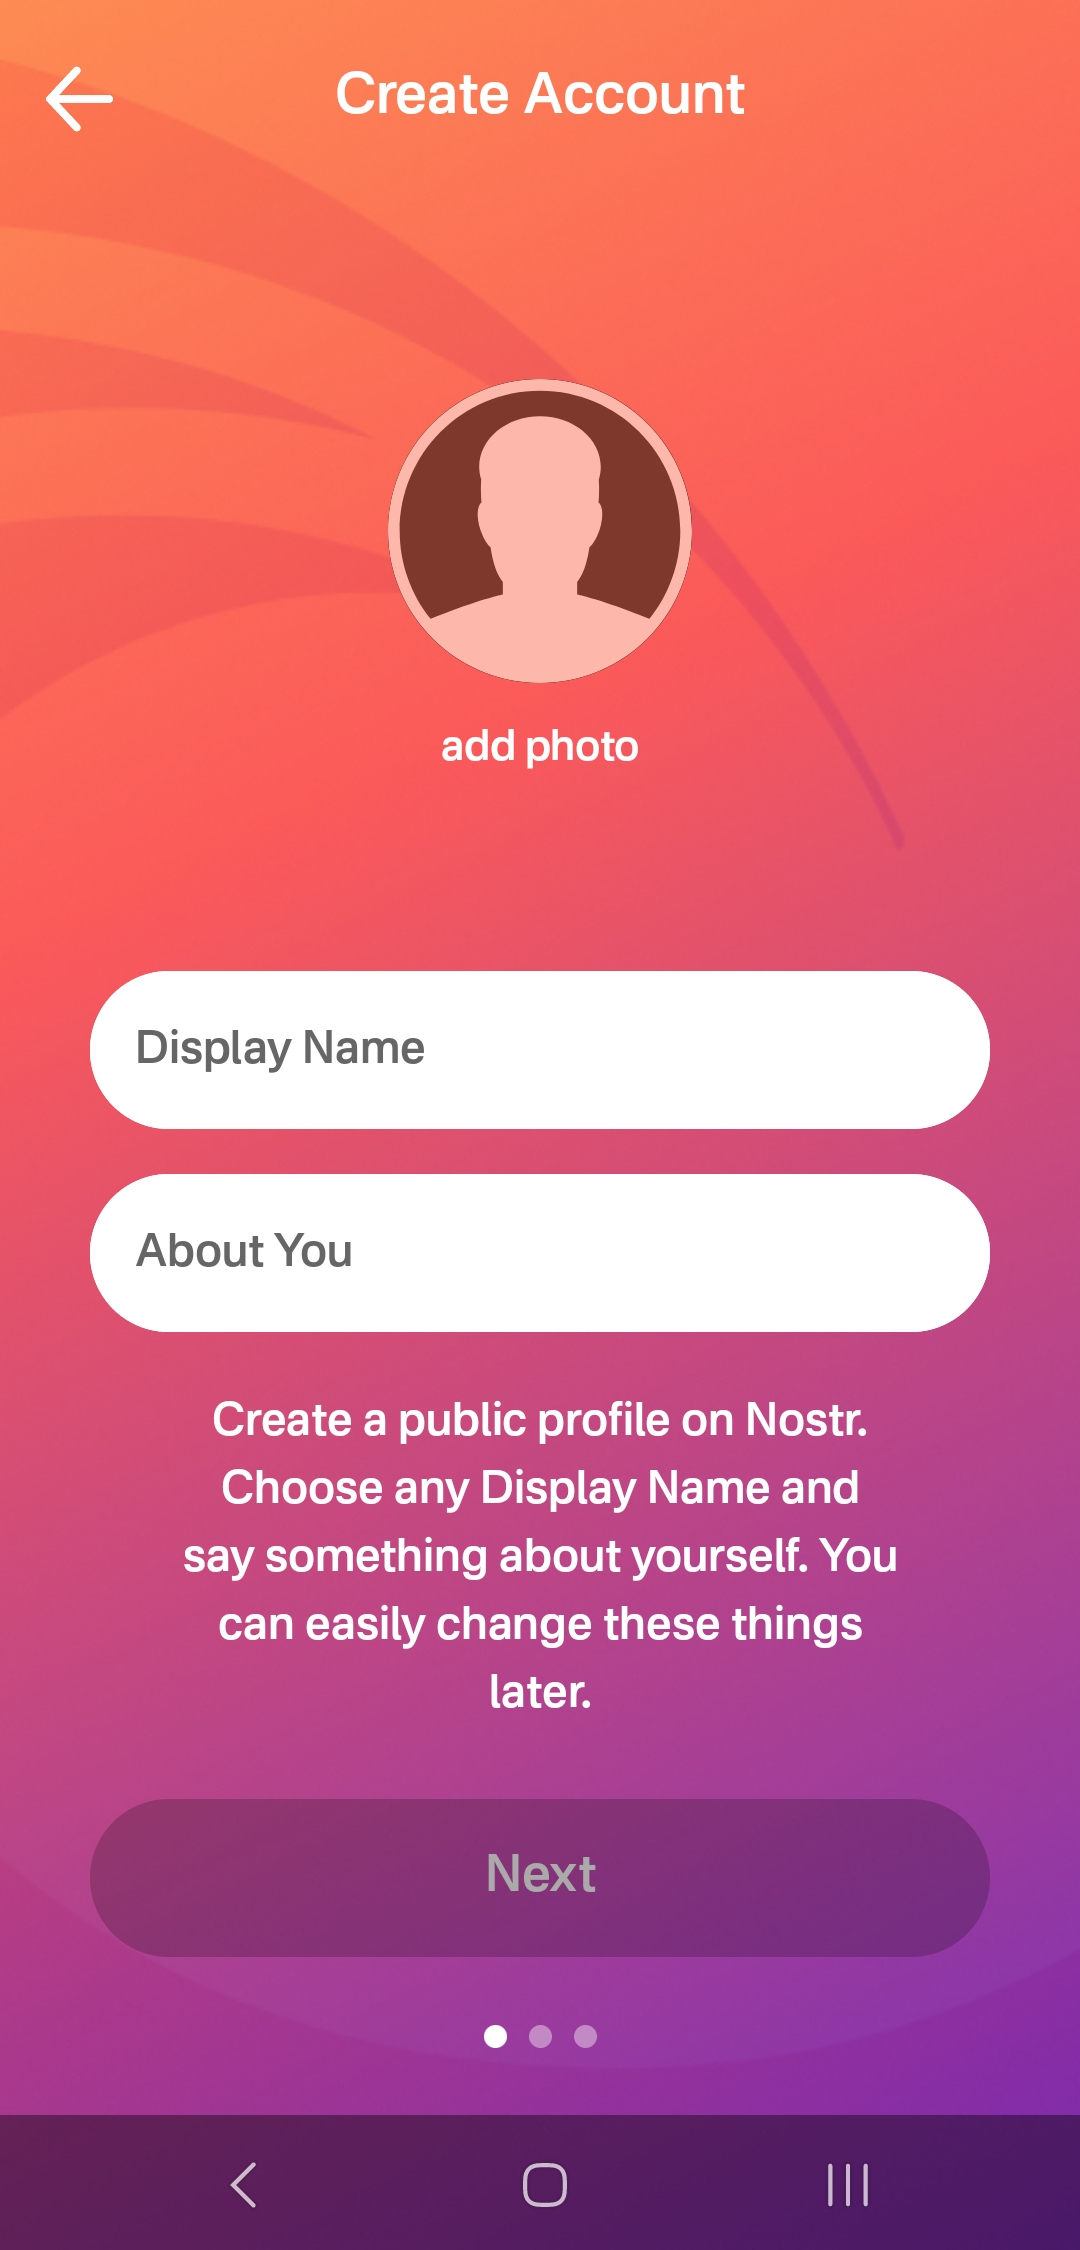 Create Account
add photo
Display Name
About You
Create a public profile on Nostr.
Choose any Display Name and
say something about yourself. You
can easily change these things
later.
Next